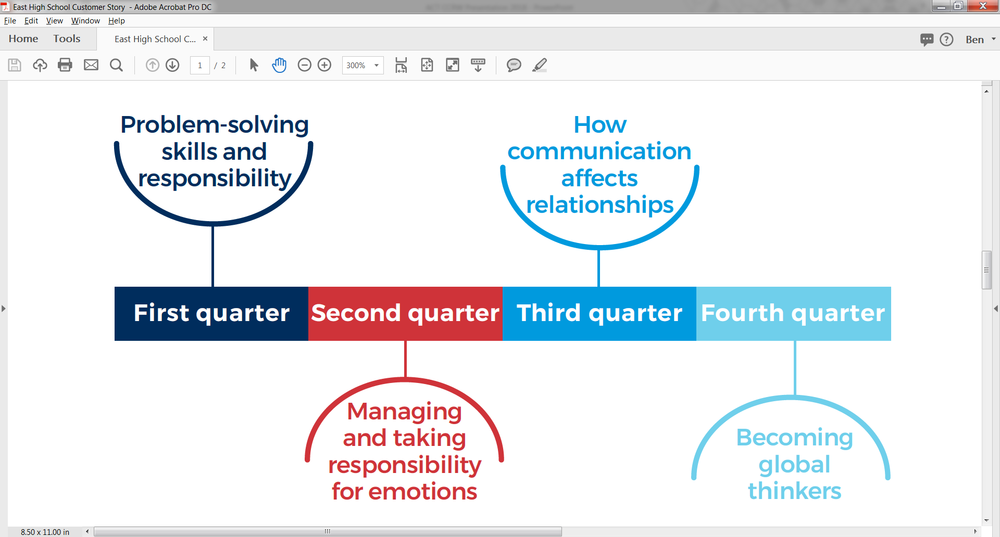 East High School Customer Story - Adobe Acrobat Pro DC
File Edit View Window Help
Home Tools East High School C... × Ben
1 / 2 300%
Problem-solving
skills and
responsibility
How
communication
affects
relationships
First quarter Second quarter Third quarter Fourth quarter
Managing
and taking
responsibility
for emotions
Becoming
global
thinkers
8.50 x 11.00 in